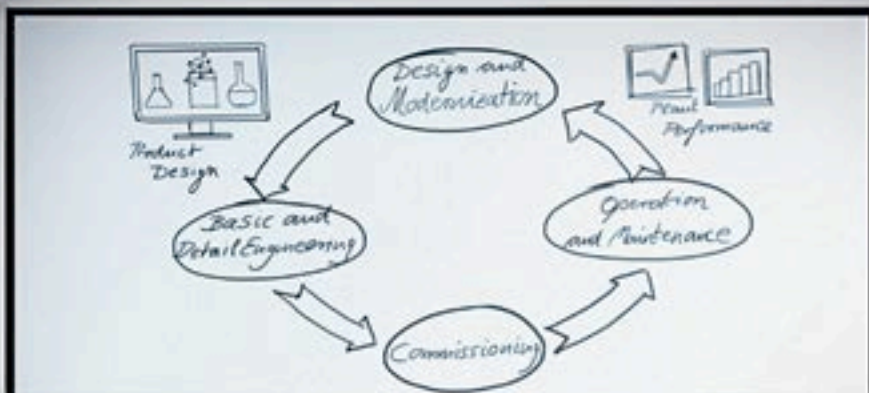 Design and
Modernization
Product
Design
Plant
Performance
Basic and
Detail Engineering
Operation
and Maintenance
Commissioning